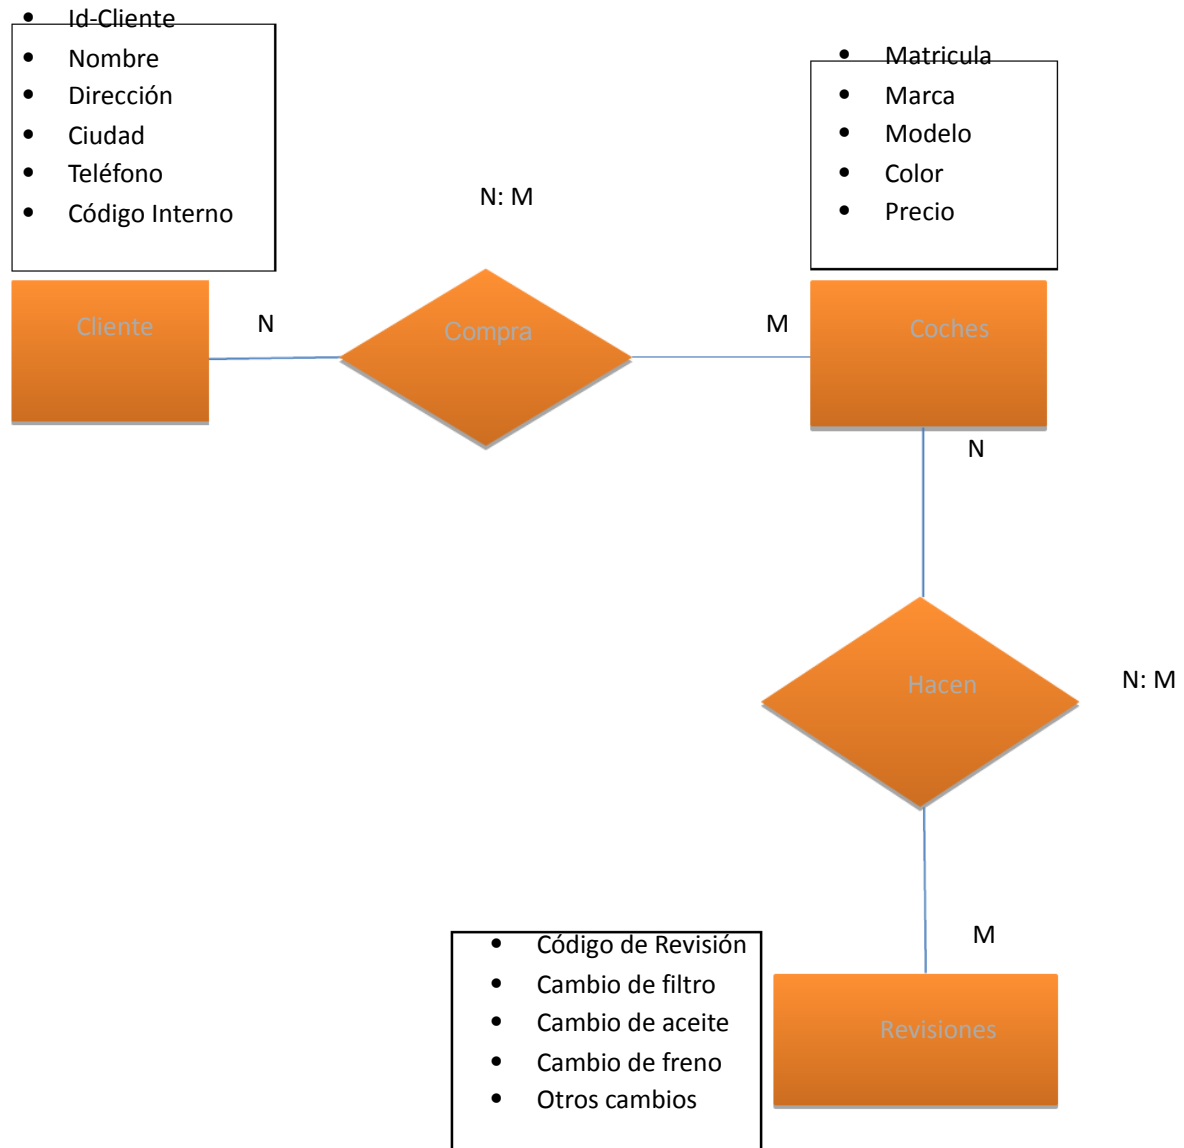 Id-Cliente
Nombre
Dirección
Ciudad
Teléfono
Código Interno
Matricula
Marca
Modelo
Color
Precio
N: M
Cliente
N
Compra
M
Coches
N
Hacen
N: M
M
Código de Revisión
Cambio de filtro
Cambio de aceite
Cambio de freno
Otros cambios
Revisiones